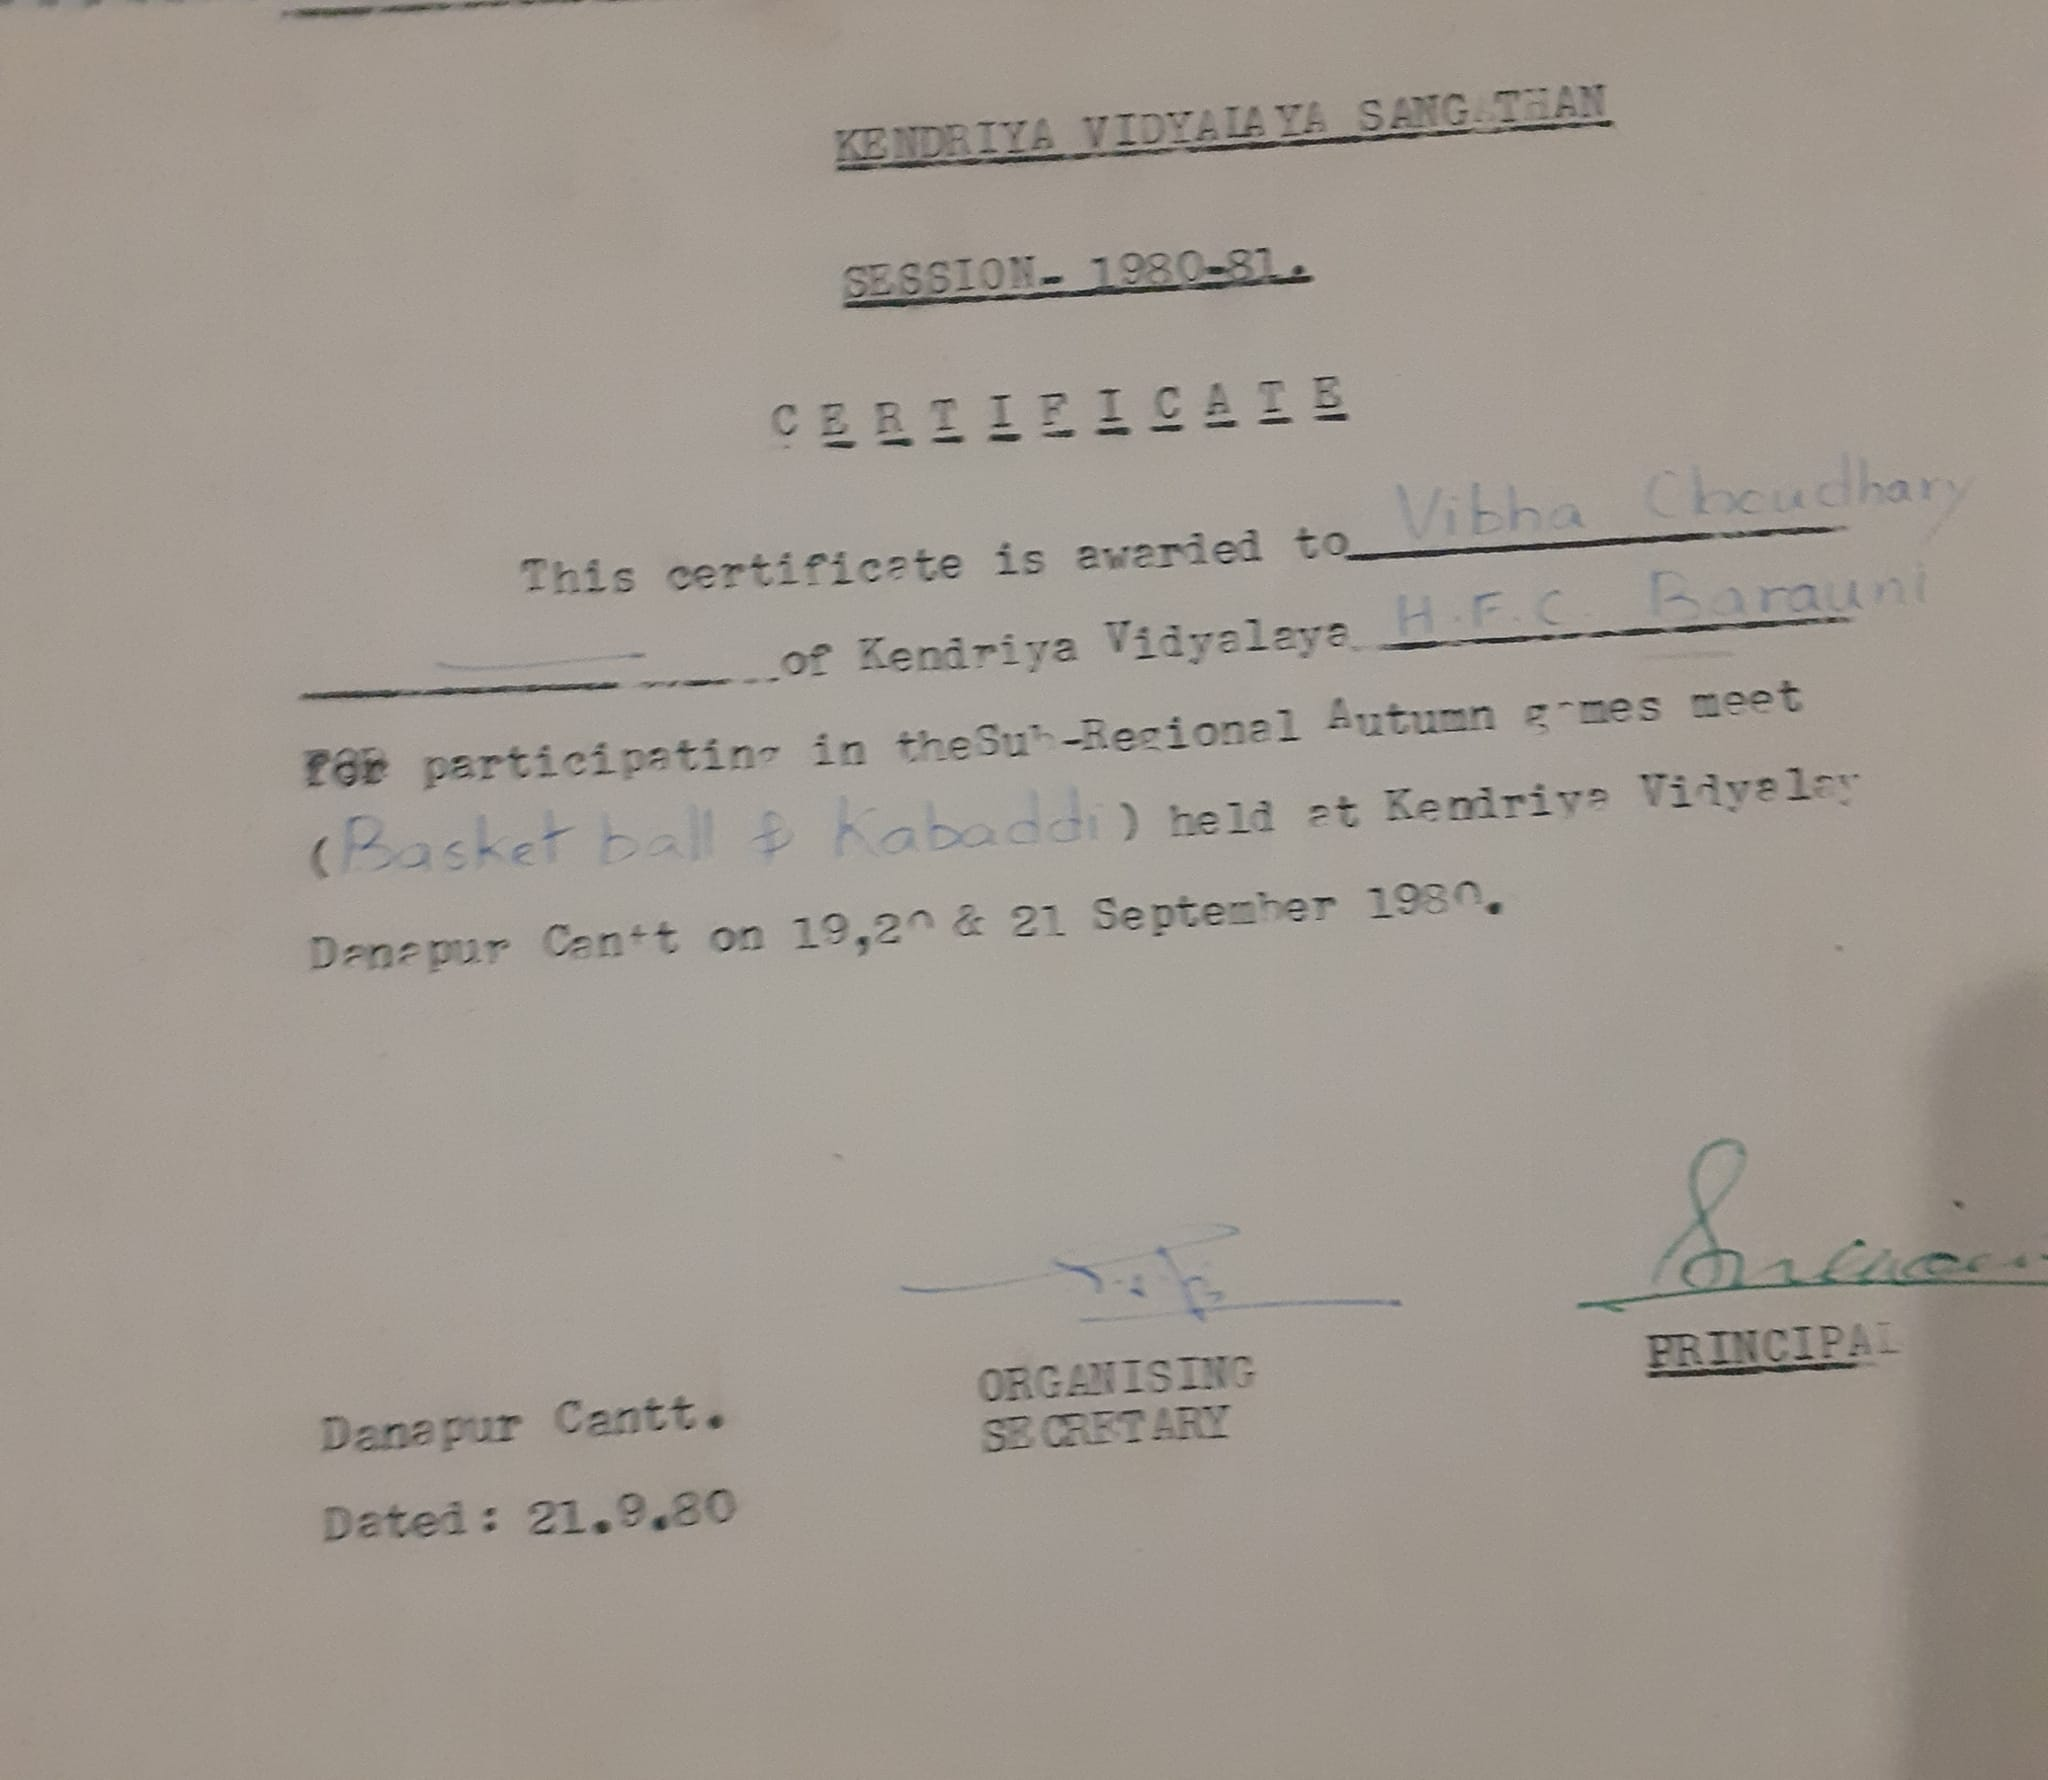 KENDRIYA VIDYALAYA SANGATHAN
SESSION- 1980-81.
CERTIFICATE
This certificate is awarded to Vibha Choudhary
of Kendriya Vidyalaya H.F.C. Barauni
For participating in theSub-Regional Autumn games meet
(Basket ball & Kabaddi) held at Kendriya Vidyalay
Danapur Cantt on 19,20 & 21 September 1980.
ORGANISING
SECRETARY
PRINCIPAL
Danapur Cantt.
Dated: 21.9.80